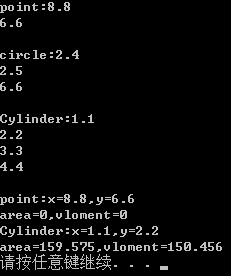 point:8.8
6.6
circle:2.4
2.5
6.6
Cylinder:1.1
2.2
3.3
4.4
point:x=8.8,y=6.6
area=0,vloment=0
Cylinder:x=1.1,y=2.2
area=159.575,vloment=150.456
请按任意键继续. . .